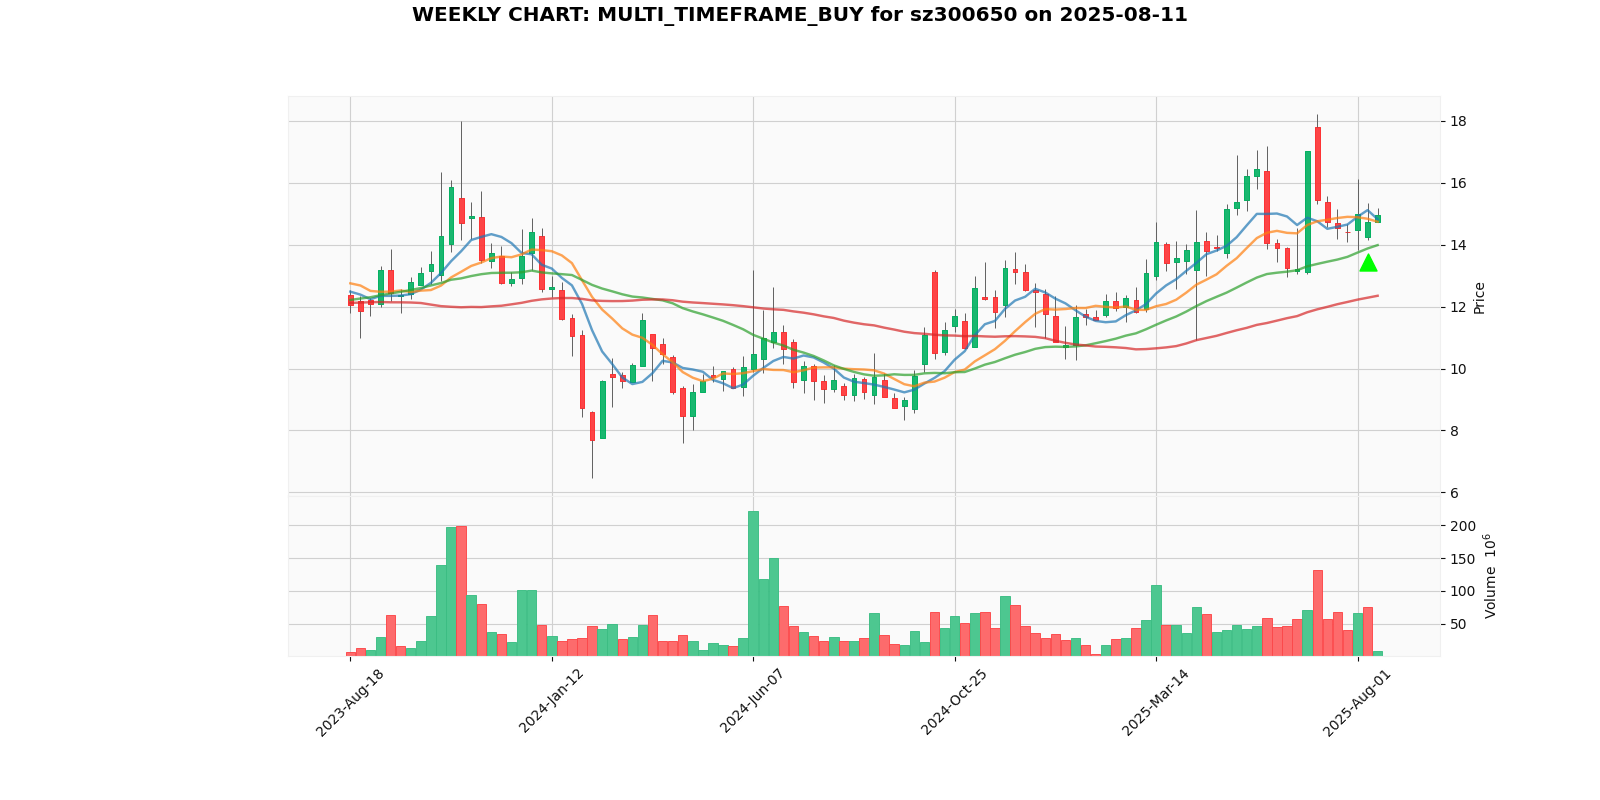 WEEKLY CHART: MULTI_TIMEFRAME_BUY for sz300650 on 2025-08-11
18
16
14
12
10
8
6
Price
200
150
100
50
Volume 10^6
2023-Aug-18
2024-Jan-12
2024-Jun-07
2024-Oct-25
2025-Mar-14
2025-Aug-01